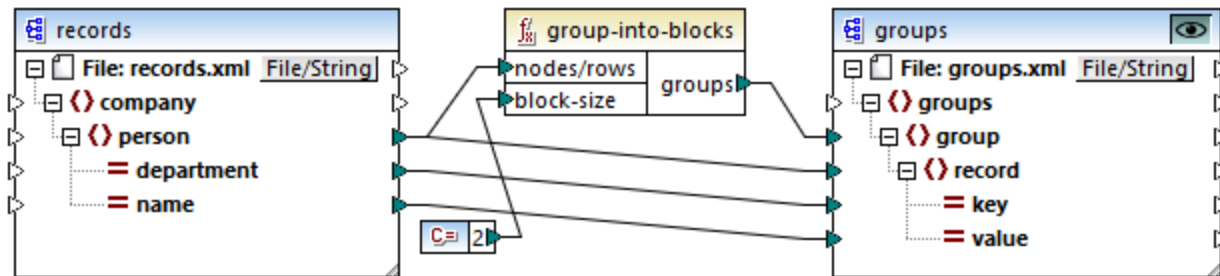 records
File: records.xml File/String
company
person
department
name
group-into-blocks
nodes/rows
block-size
groups
C= 2
groups
File: groups.xml File/String
groups
group
record
key
value